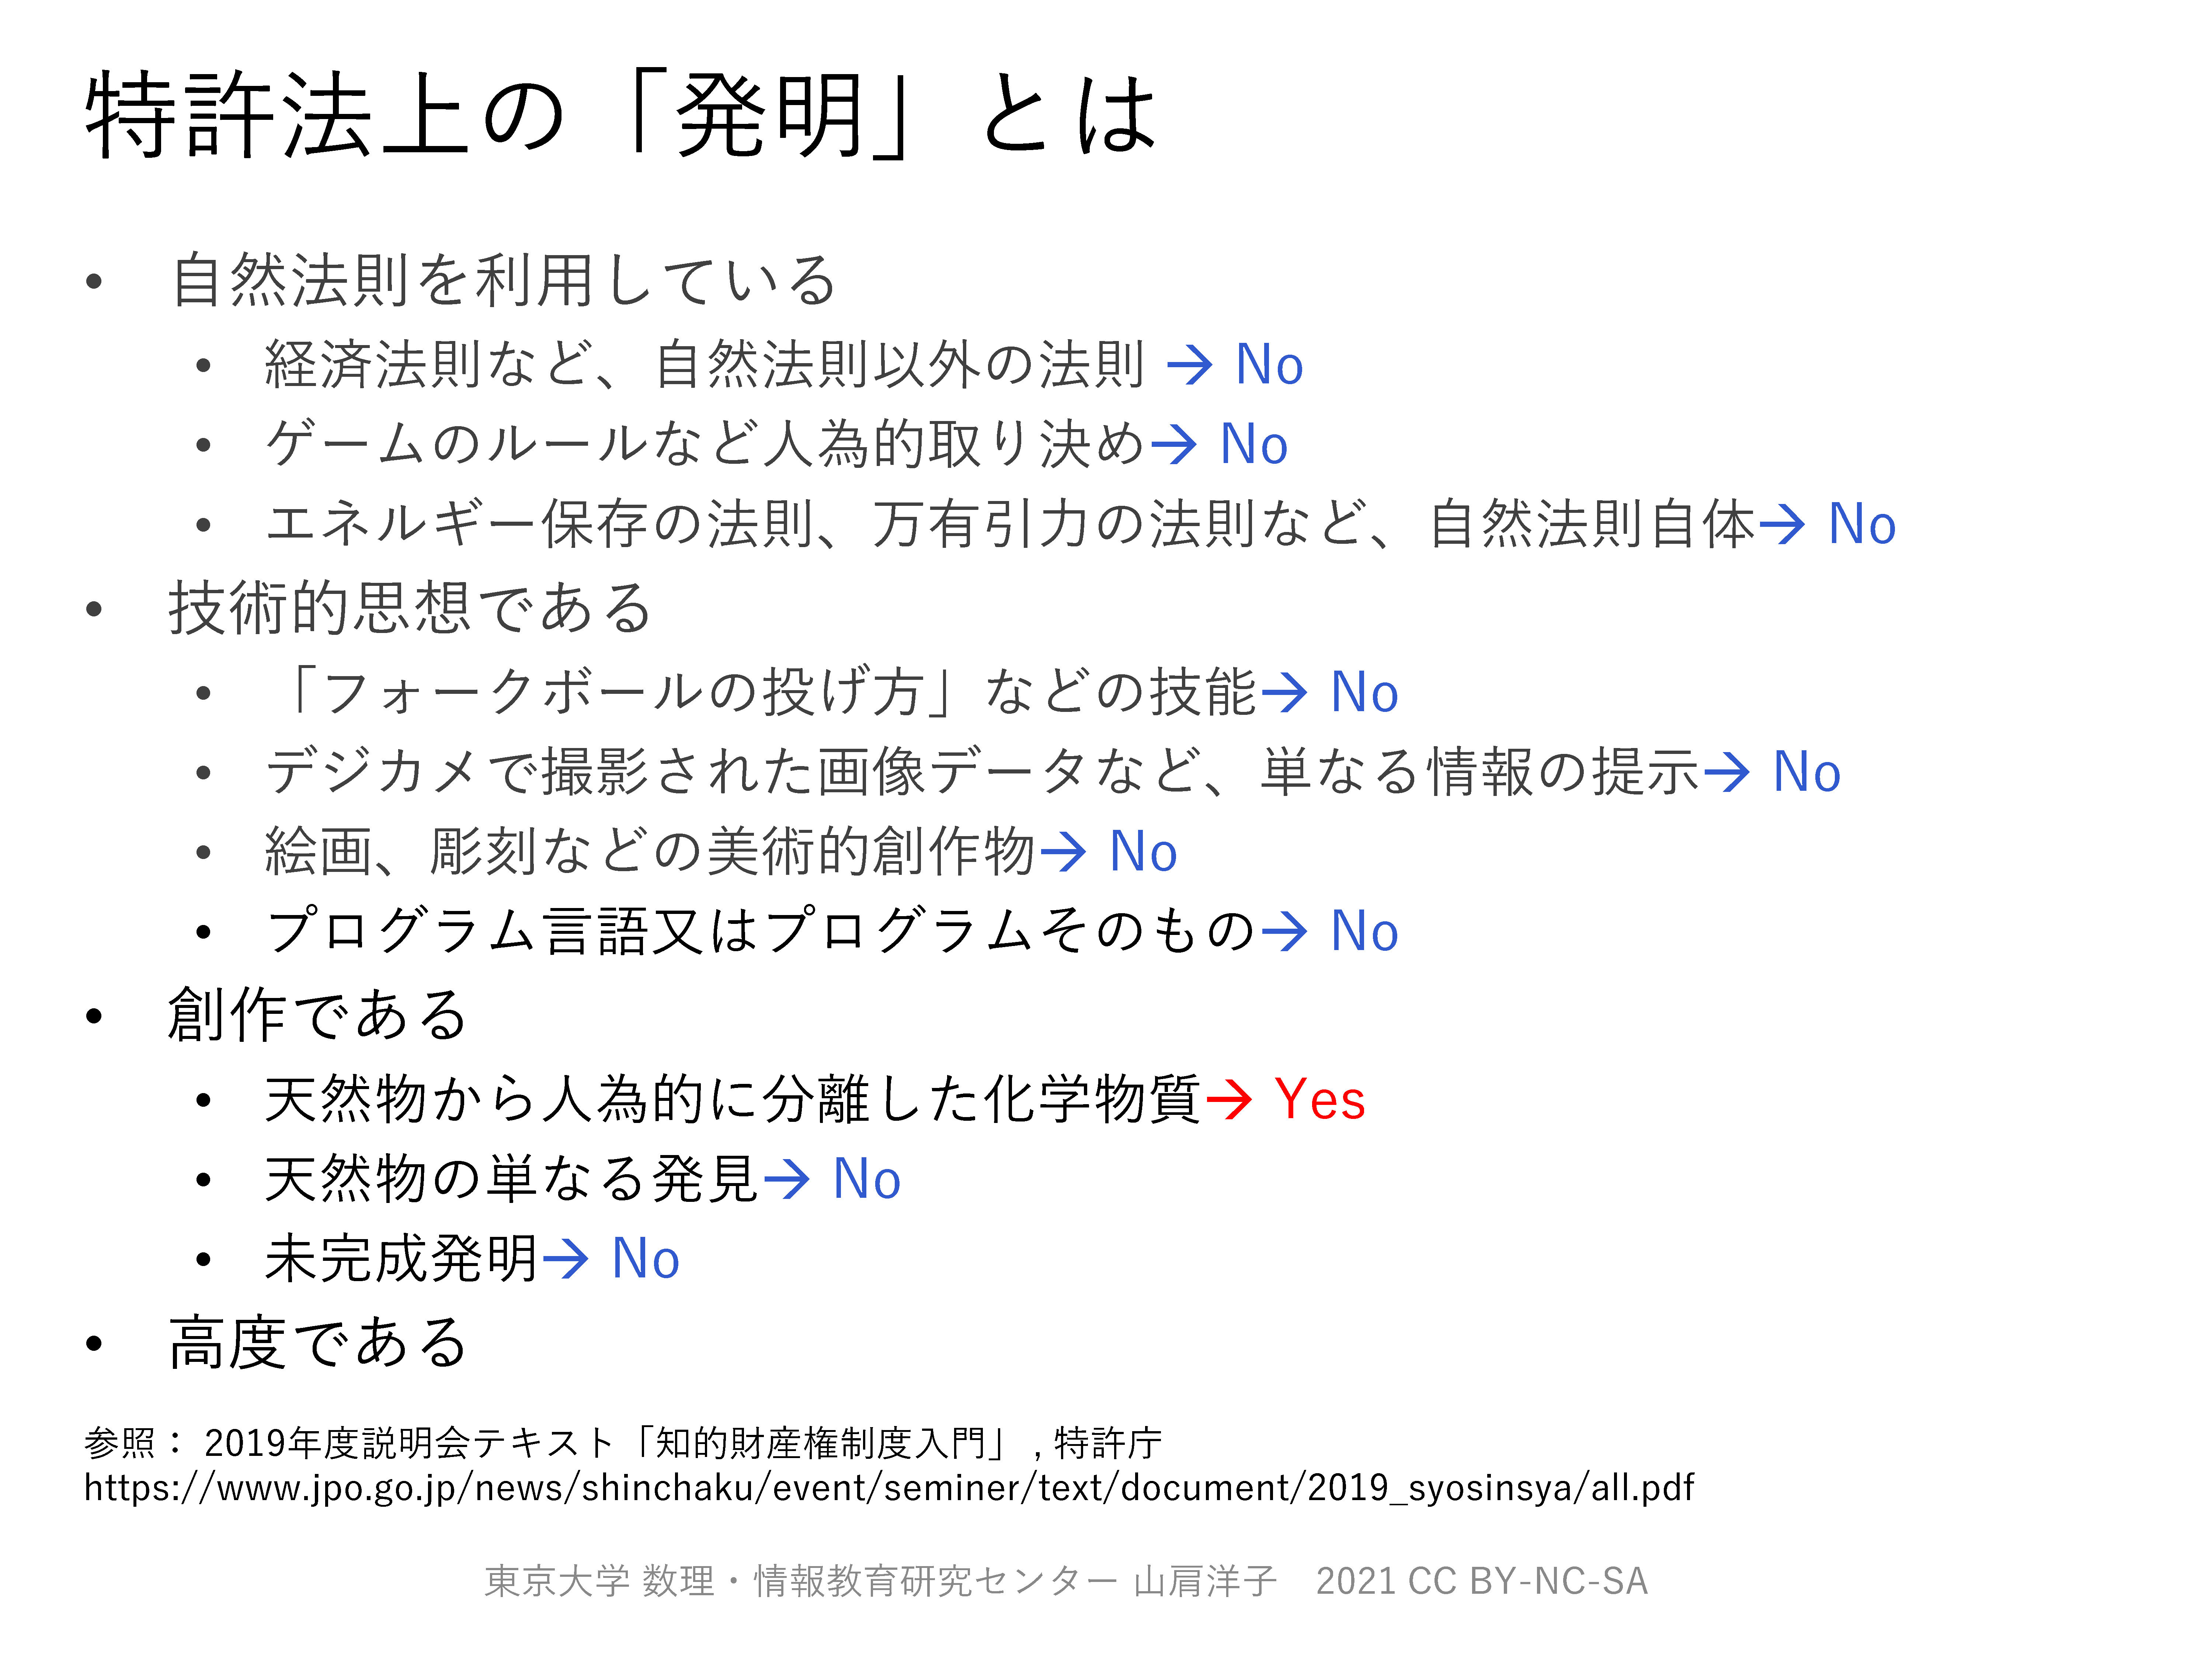 特許法上の「発明」とは
• 自然法則を利用している
• 経済法則など、自然法則以外の法則 → No
• ゲームのルールなど人為的取り決め→ No
• エネルギー保存の法則、万有引力の法則など、自然法則自体→ No
• 技術的思想である
• 「フォークボールの投げ方」などの技能→ No
• デジカメで撮影された画像データなど、単なる情報の提示→ No
• 絵画、彫刻などの美術的創作物→ No
• プログラム言語又はプログラムそのもの→ No
• 創作である
• 天然物から人為的に分離した化学物質→ Yes
• 天然物の単なる発見→ No
• 未完成発明→ No
• 高度である
参照： 2019年度説明会テキスト「知的財産権制度入門」 , 特許庁
https://www.jpo.go.jp/news/shinchaku/event/seminer/text/document/2019_syosinsya/all.pdf
東京大学 数理・情報教育研究センター 山肩洋子　2021 CC BY-NC-SA